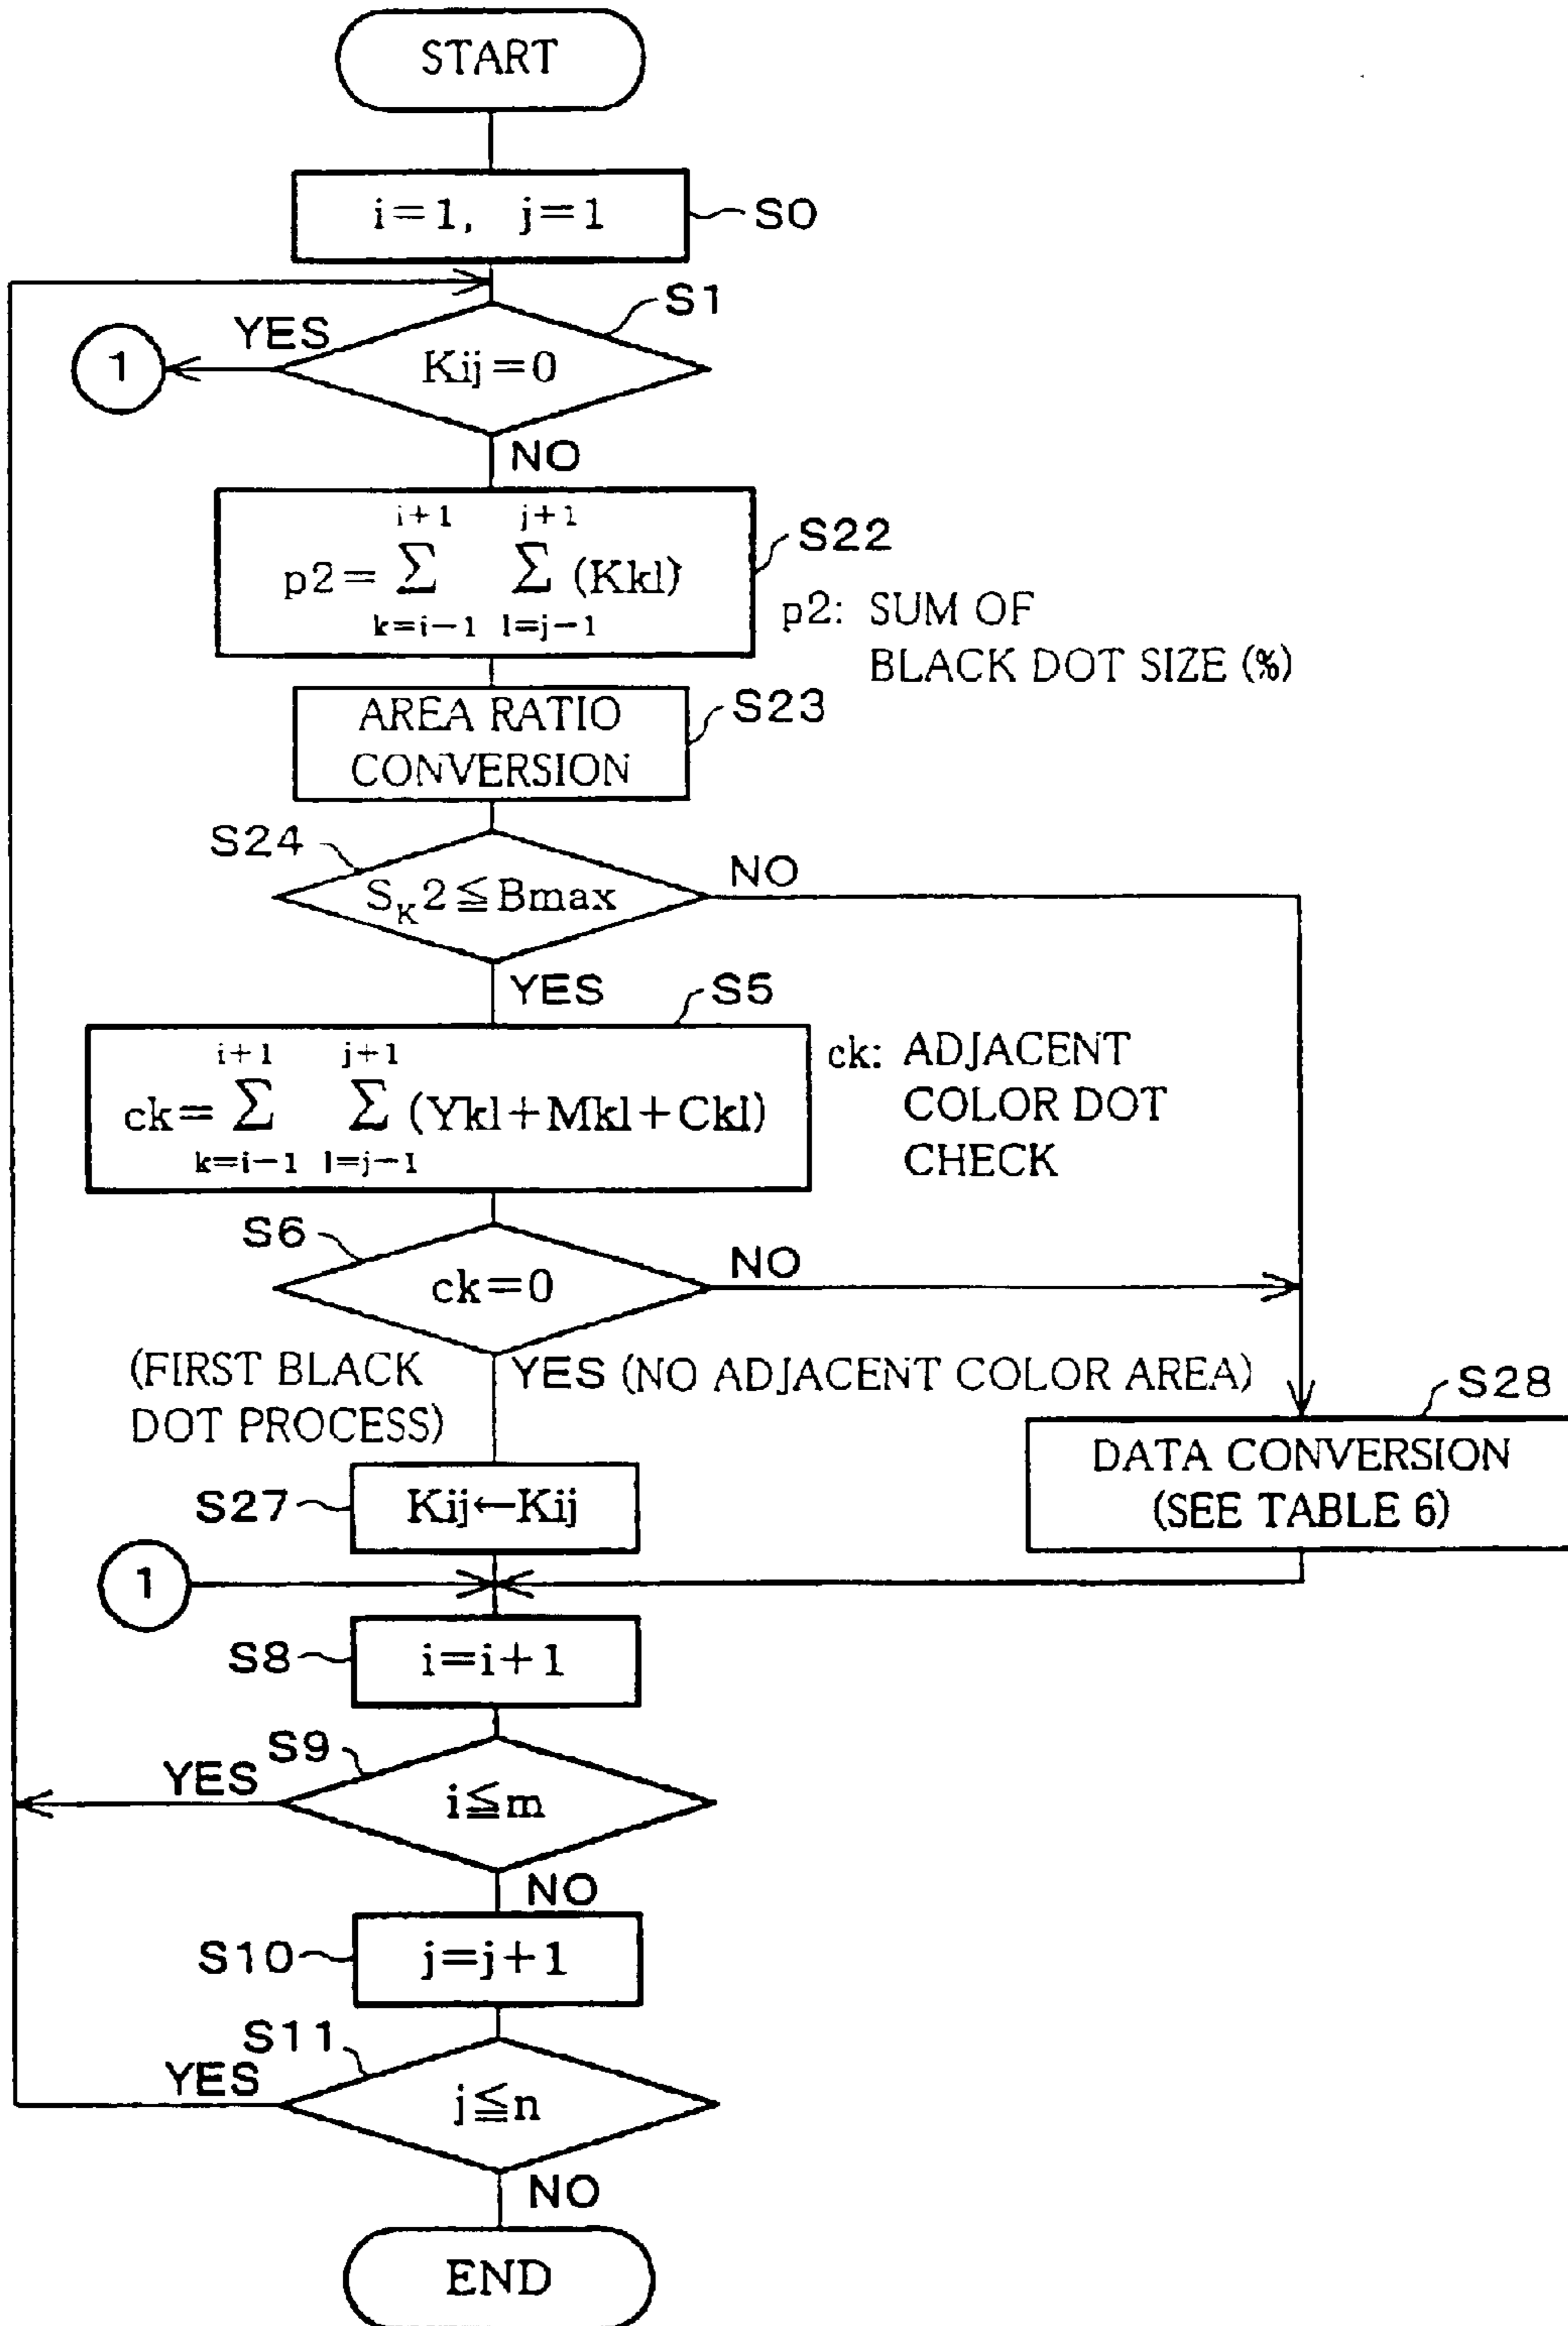 START
i=1, j=1
S0
S1
YES
1
Kij=0
NO
i+1 j+1
p2=Σ Σ(Kkl)
k=i-1 l=j-1
S22
p2: SUM OF
BLACK DOT SIZE (%)
AREA RATIO
CONVERSION
S23
S24
SK2≦Bmax
NO
YES
S5
i+1 j+1
ck=Σ Σ(Ykl+Mkl+Ckl)
k=i-1 l=j-1
ck: ADJACENT
COLOR DOT
CHECK
S6
ck=0
NO
(FIRST BLACK
DOT PROCESS)
YES (NO ADJACENT COLOR AREA)
S28
DATA CONVERSION
(SEE TABLE 6)
S27
Kij←Kij
1
S8
i=i+1
S9
YES
i≦m
NO
S10
j=j+1
S11
YES
j≦n
NO
END